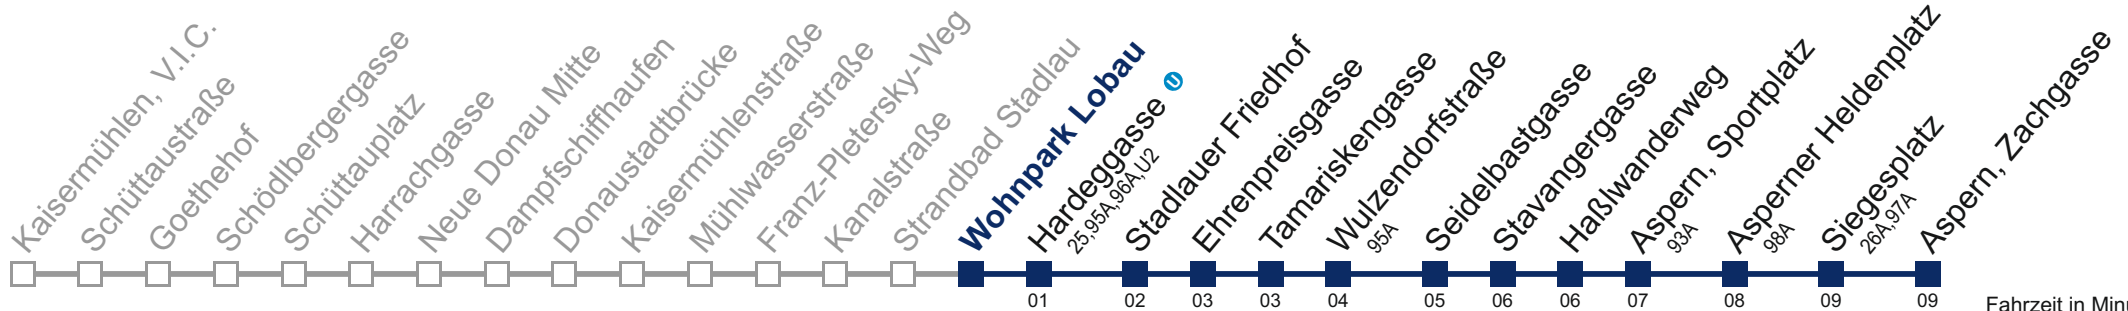 Kaisermühlen, V.I.C.
Schüttaustraße
Goethehof
Schödlbergergasse
Schüttauplatz
Harrachgasse
Neue Donau Mitte
Dampfschiffhaufen
Donaustadtbrücke
Kaisermühlenstraße
Mühlwasserstraße
Franz-Pletersky-Weg
Kanalstraße
Strandbad Stadlau
Wohnpark Lobau
Hardeggasse U
25,95A,96A,U2
Stadlauer Friedhof
Ehrenpreisgasse
Tamariskengasse
Wulzendorfstraße
95A
Seidelbastgasse
Stavangergasse
Haßlwanderweg
Aspern, Sportplatz
93A
Asperner Heldenplatz
98A
Siegesplatz
26A,97A
Aspern, Zachgasse
01 02 03 03 04 05 06 06 07 08 09 09
Fahrzeit in